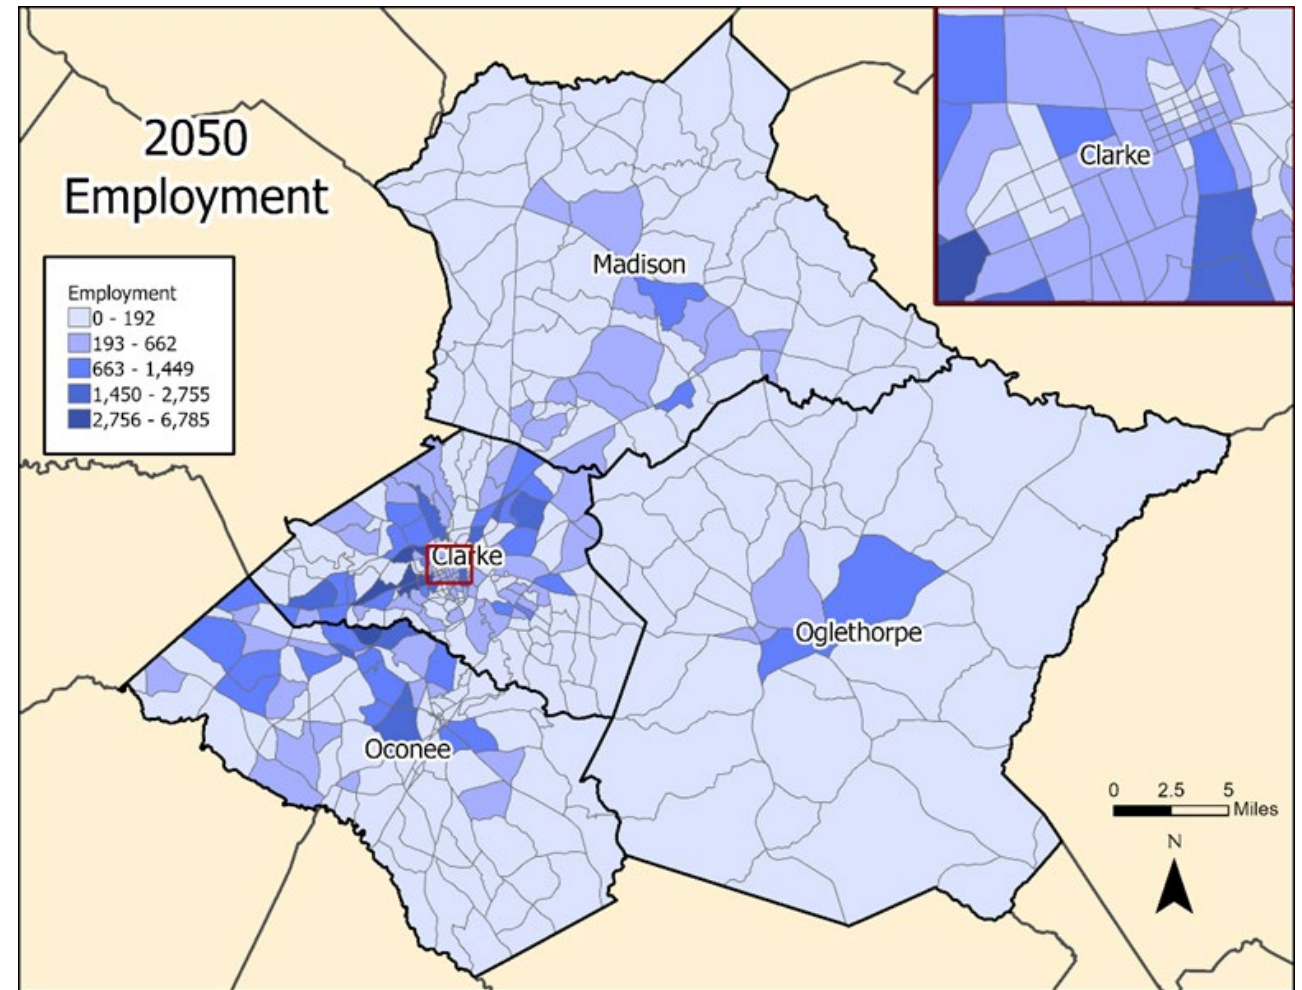 2050
Employment
Employment
0 - 192
193 - 662
663 - 1,449
1,450 - 2,755
2,756 - 6,785
Clarke
Madison
Clarke
Oglethorpe
Oconee
0 2.5 5
Miles
N